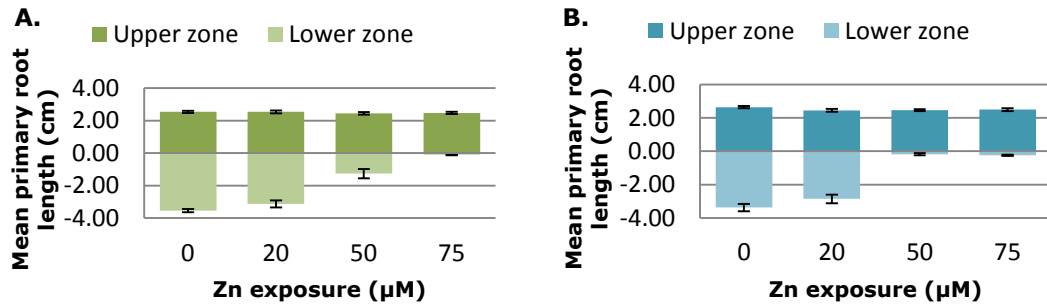 A.
Upper zone Lower zone
Mean primary root
length (cm)
4.00
2.00
0.00
-2.00
-4.00
0 20 50 75
Zn exposure (µM)
B.
Upper zone Lower zone
Mean primary root
length (cm)
4.00
2.00
0.00
-2.00
-4.00
0 20 50 75
Zn exposure (µM)